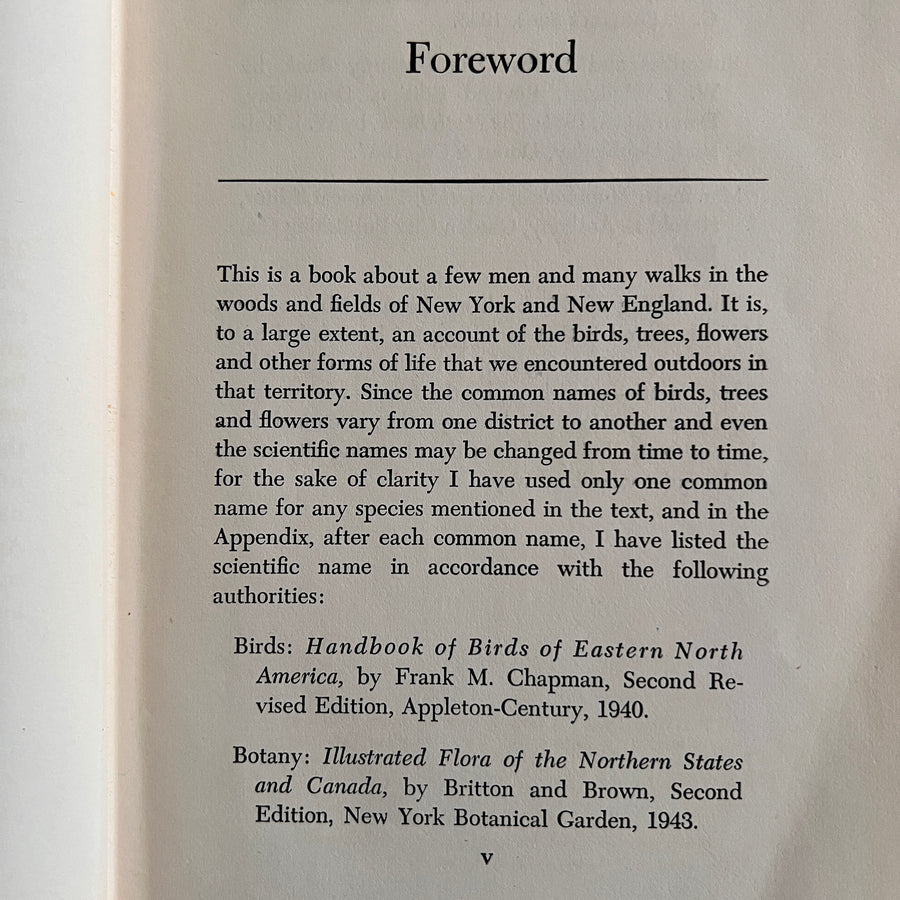 Foreword
This is a book about a few men and many walks in the
woods and fields of New York and New England. It is,
to a large extent, an account of the birds, trees, flowers
and other forms of life that we encountered outdoors in
that territory. Since the common names of birds, trees
and flowers vary from one district to another and even
the scientific names may be changed from time to time,
for the sake of clarity I have used only one common
name for any species mentioned in the text, and in the
Appendix, after each common name, I have listed the
scientific name in accordance with the following
authorities:
Birds: Handbook of Birds of Eastern North
America, by Frank M. Chapman, Second Re-
vised Edition, Appleton-Century, 1940.
Botany: Illustrated Flora of the Northern States
and Canada, by Britton and Brown, Second
Edition, New York Botanical Garden, 1943.
v